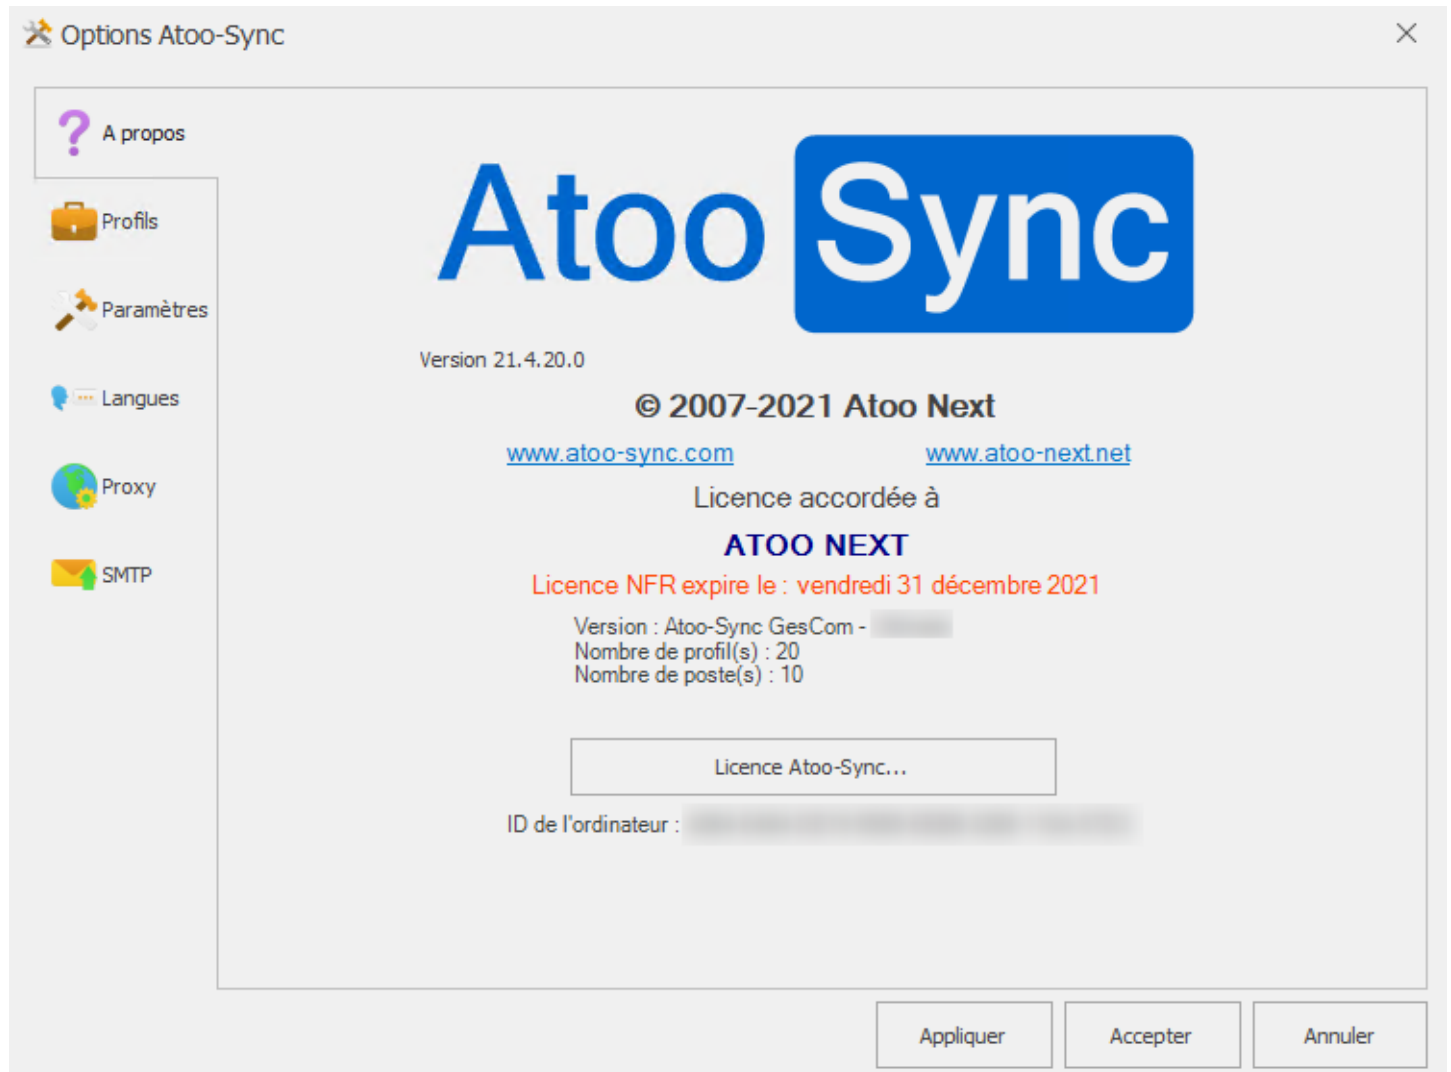 Options Atoo-Sync
A propos
Profils
Paramètres
Langues
Proxy
SMTP
Atoo Sync
Version 21.4.20.0
© 2007-2021 Atoo Next
www.atoo-sync.com www.atoo-next.net
Licence accordée à
ATOO NEXT
Licence NFR expire le : vendredi 31 décembre 2021
Version : Atoo-Sync GesCom -
Nombre de profil(s) : 20
Nombre de poste(s) : 10
Licence Atoo-Sync...
ID de l'ordinateur :
Appliquer Accepter Annuler